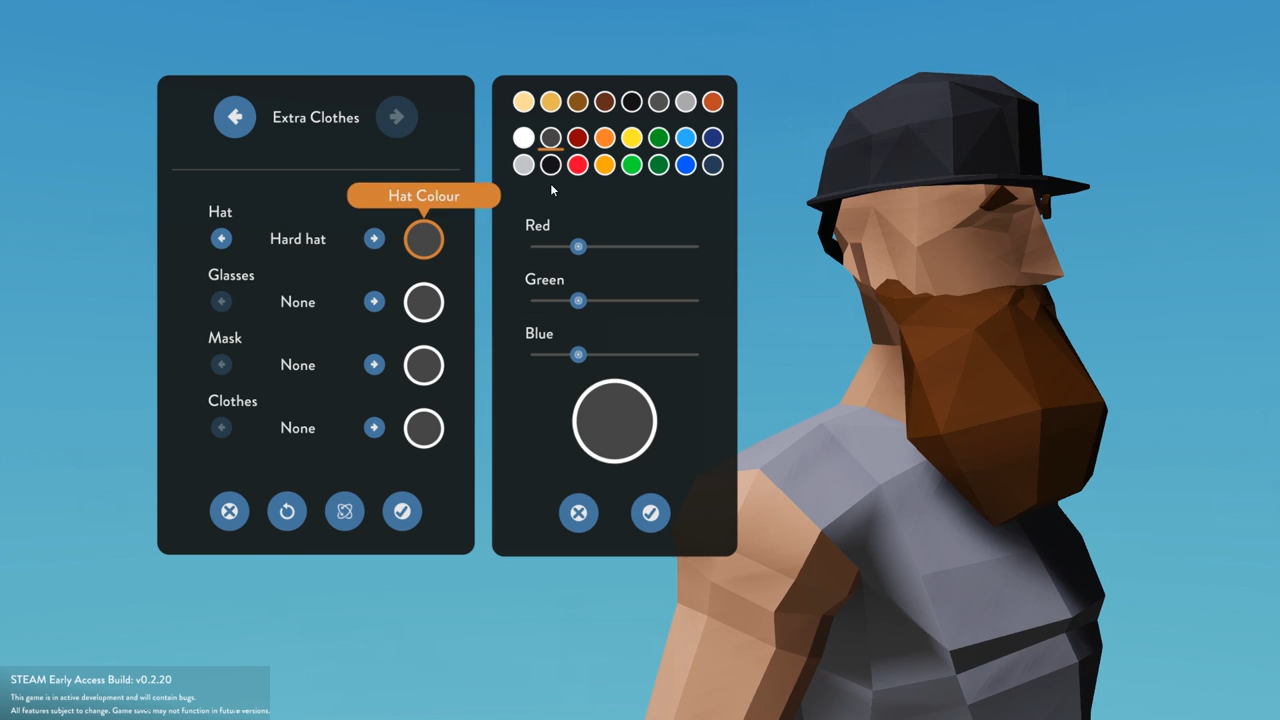 Extra Clothes
Hat Colour
Hat
Hard hat
Glasses
None
Mask
None
Clothes
None
Red
Green
Blue
STEAM Early Access Build: v0.2.20
This game is in active development and will contain bugs.
All features subject to change. Game saves may not function in future versions.